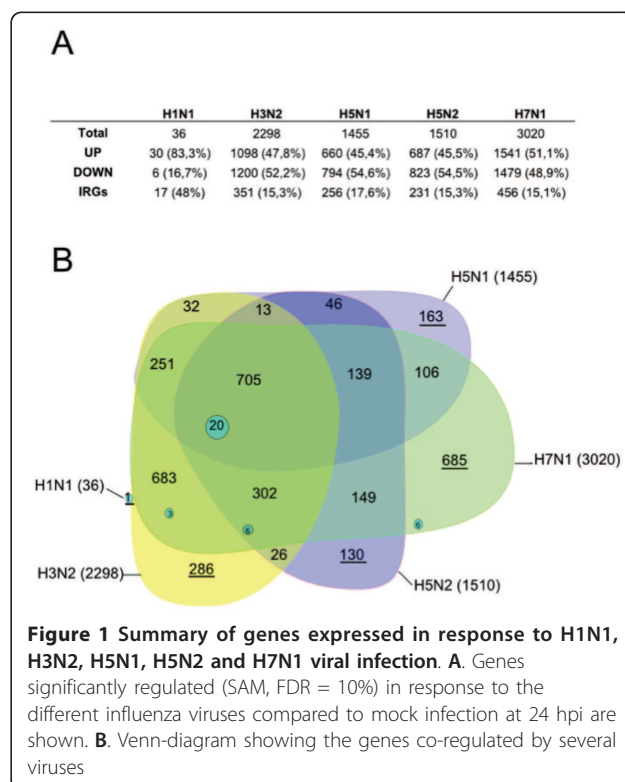 A
H1N1 H3N2 H5N1 H5N2 H7N1
Total 36 2298 1455 1510 3020
UP 30 (83,3%) 1098 (47,8%) 660 (45,4%) 687 (45,5%) 1541 (51,1%)
DOWN 6 (16,7%) 1200 (52,2%) 794 (54,6%) 823 (54,5%) 1479 (48,9%)
IRGs 17 (48%) 351 (15,3%) 256 (17,6%) 231 (15,3%) 456 (15,1%)
B
H5N1 (1455)
32 13 46 163
251 705 139 106
20
H1N1 (36) 1 683 302 149 685 H7N1 (3020)
3 6 6
H3N2 (2298) 286 26 130 H5N2 (1510)
Figure 1 Summary of genes expressed in response to H1N1,
H3N2, H5N1, H5N2 and H7N1 viral infection. A. Genes
significantly regulated (SAM, FDR = 10%) in response to the
different influenza viruses compared to mock infection at 24 hpi are
shown. B. Venn-diagram showing the genes co-regulated by several
viruses